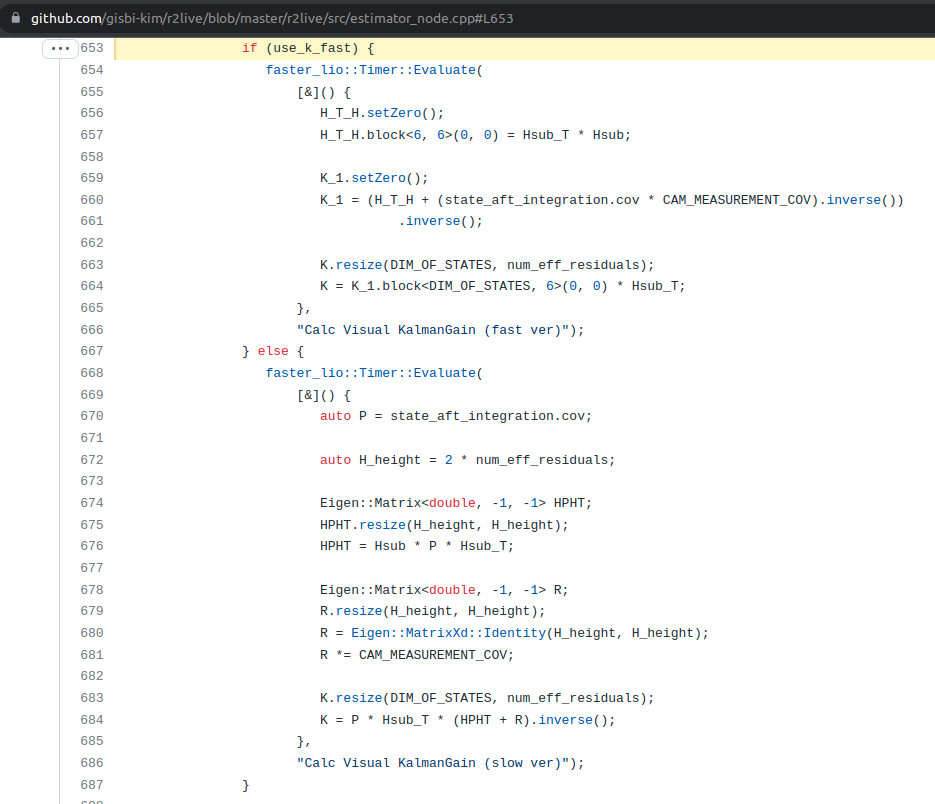 github.com/gisbi-kim/r2live/blob/master/r2live/src/estimator_node.cpp#L653
... 653 if (use_k_fast) {
654 faster_lio::Timer::Evaluate(
655 [&]() {
656 H_T_H.setZero();
657 H_T_H.block<6, 6>(0, 0) = Hsub_T * Hsub;
658
659 K_1.setZero();
660 K_1 = (H_T_H + (state_aft_integration.cov * CAM_MEASUREMENT_COV).inverse())
661 .inverse();
662
663 K.resize(DIM_OF_STATES, num_eff_residuals);
664 K = K_1.block<DIM_OF_STATES, 6>(0, 0) * Hsub_T;
665 },
666 "Calc Visual KalmanGain (fast ver)");
667 } else {
668 faster_lio::Timer::Evaluate(
669 [&]() {
670 auto P = state_aft_integration.cov;
671
672 auto H_height = 2 * num_eff_residuals;
673
674 Eigen::Matrix<double, -1, -1> HPHT;
675 HPHT.resize(H_height, H_height);
676 HPHT = Hsub * P * Hsub_T;
677
678 Eigen::Matrix<double, -1, -1> R;
679 R.resize(H_height, H_height);
680 R = Eigen::MatrixXd::Identity(H_height, H_height);
681 R *= CAM_MEASUREMENT_COV;
682
683 K.resize(DIM_OF_STATES, num_eff_residuals);
684 K = P * Hsub_T * (HPHT + R).inverse();
685 },
686 "Calc Visual KalmanGain (slow ver)");
687 }